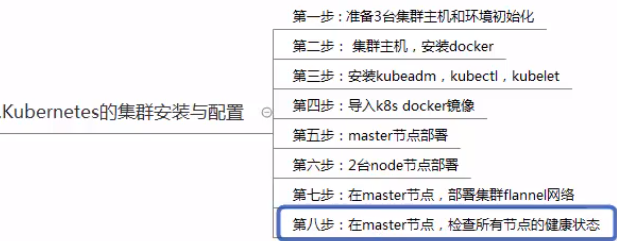 .Kubernetes的集群安装与配置
第一步：准备3台集群主机和环境初始化
第二步： 集群主机，安装docker
第三步：安装kubeadm，kubectl，kubelet
第四步：导入k8s docker镜像
第五步：master节点部署
第六步：2台node节点部署
第七步：在master节点，部署集群flannel网络
第八步：在master节点，检查所有节点的健康状态